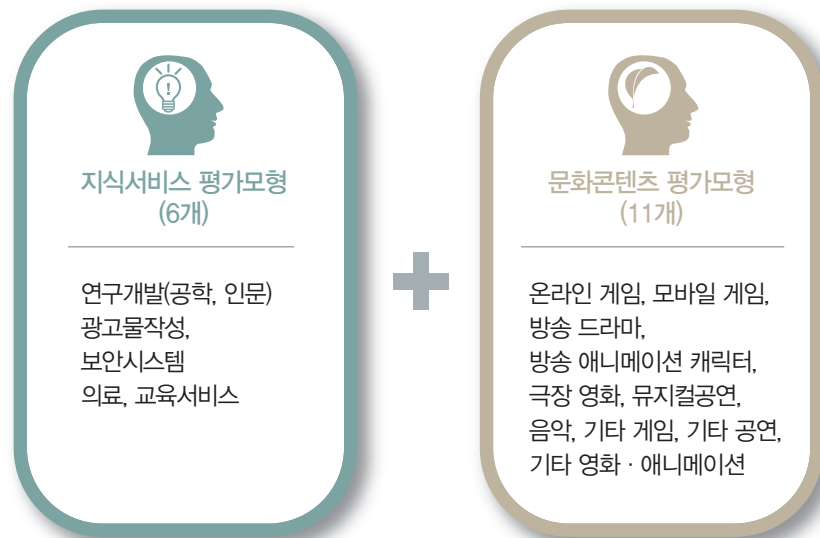 지식서비스 평가모형
(6개)
연구개발(공학, 인문)
광고물작성,
보안시스템
의료, 교육서비스
문화콘텐츠 평가모형
(11개)
온라인 게임, 모바일 게임,
방송 드라마,
방송 애니메이션 캐릭터,
극장 영화, 뮤지컬공연,
음악, 기타 게임, 기타 공연,
기타 영화 · 애니메이션